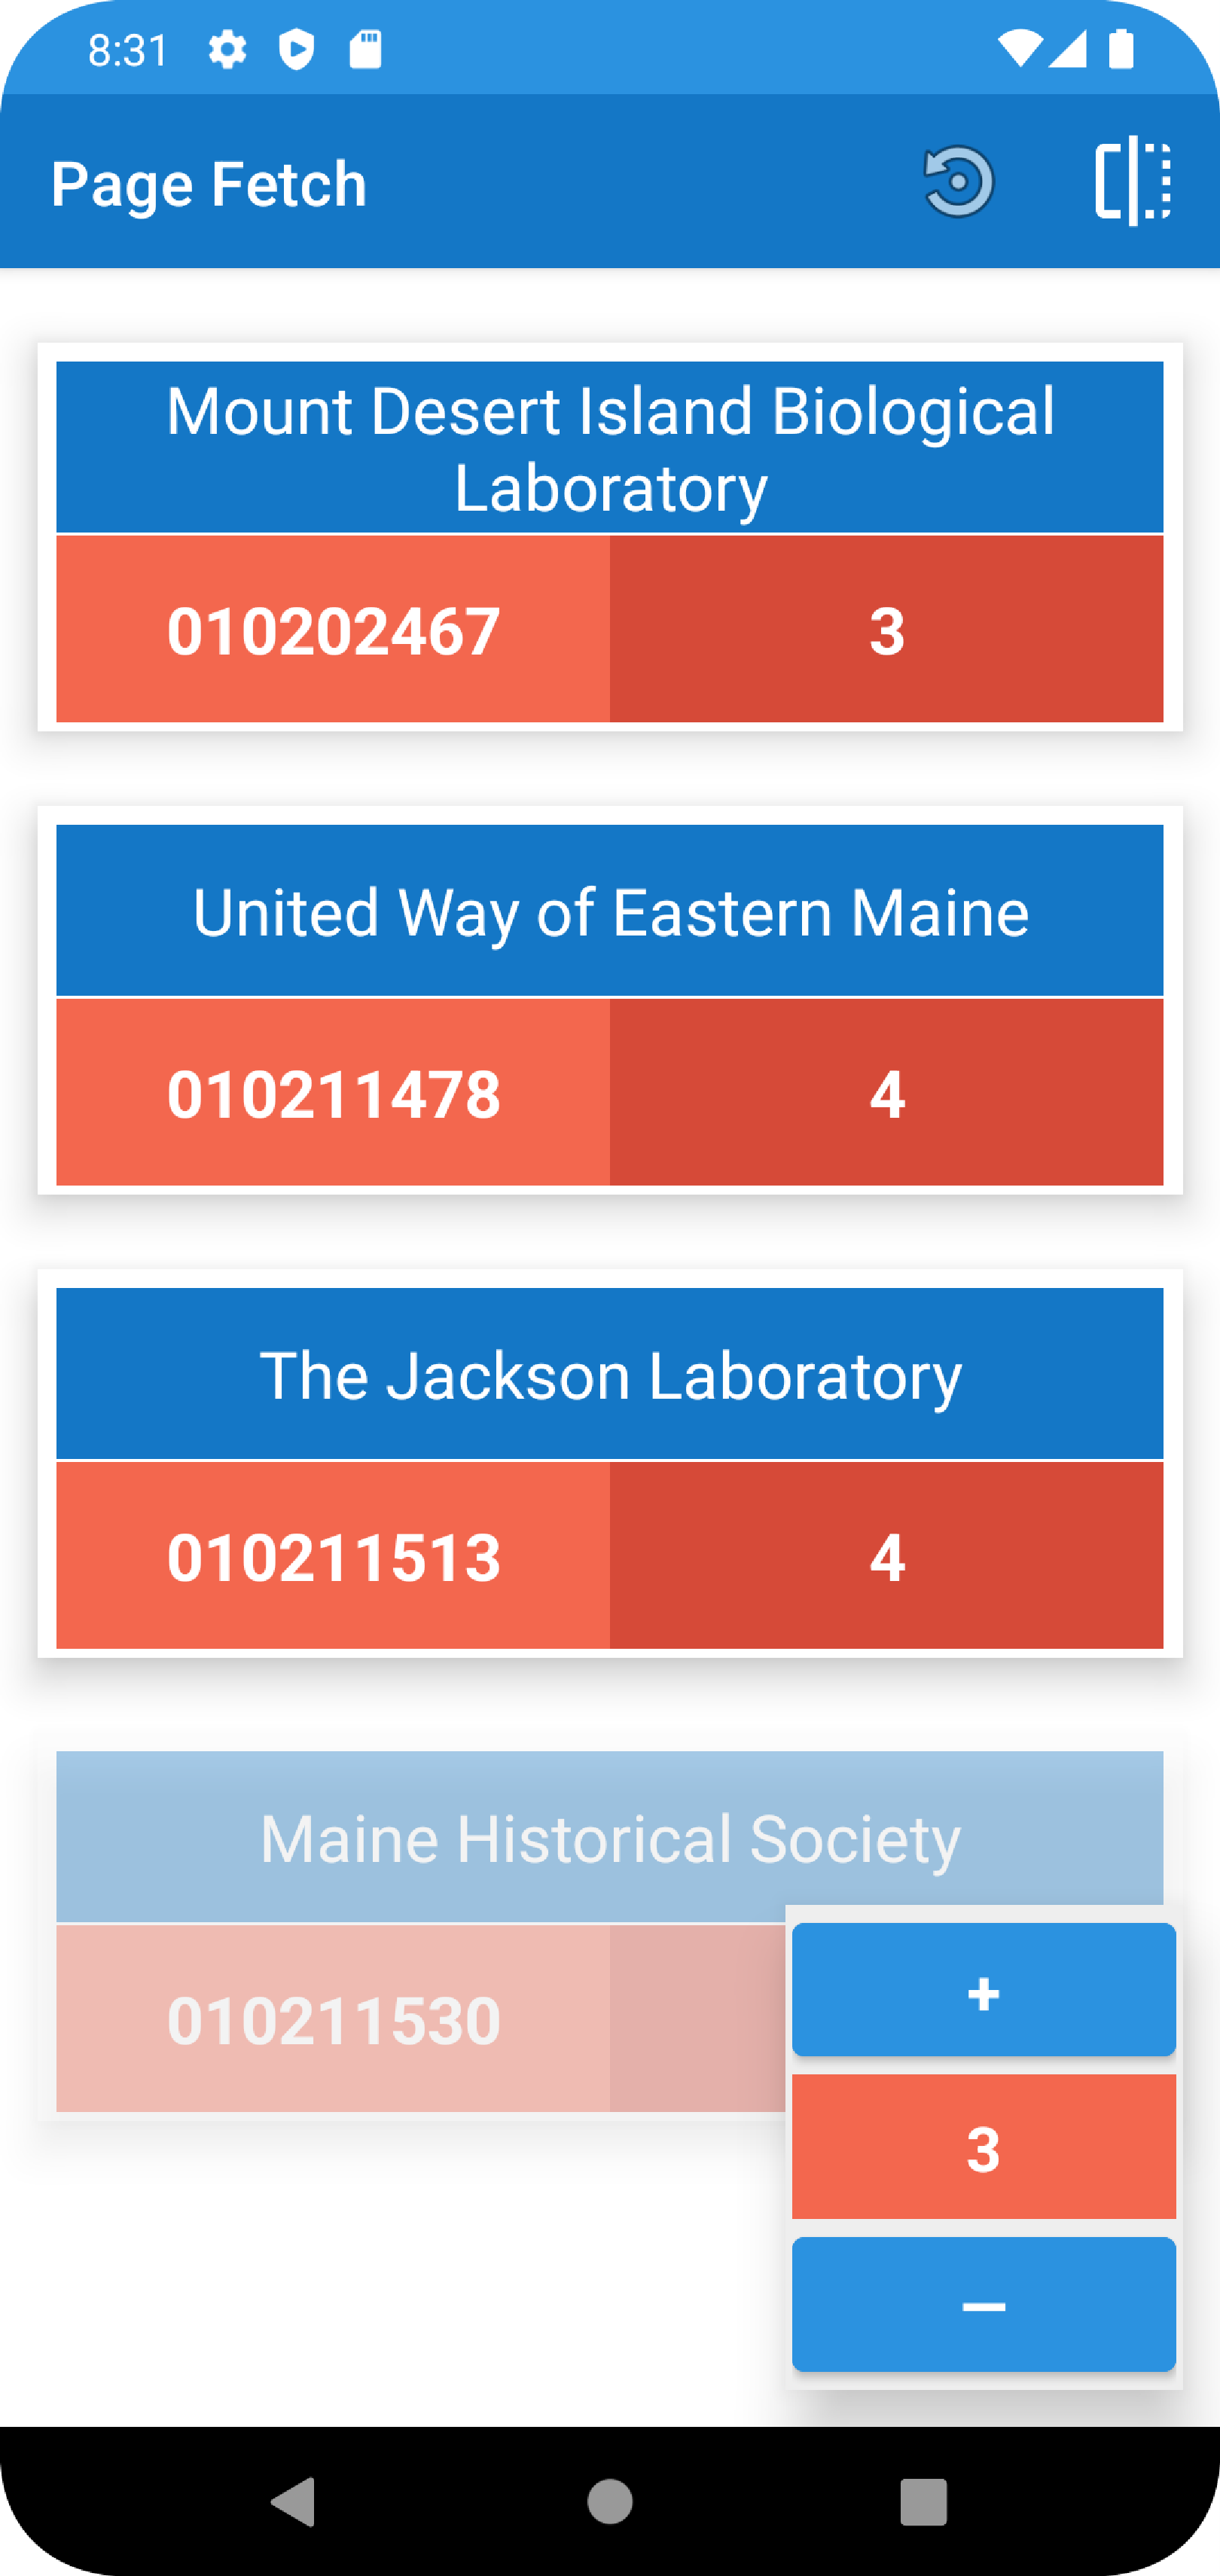 8:31
Page Fetch
Mount Desert Island Biological
Laboratory
010202467 3
United Way of Eastern Maine
010211478 4
The Jackson Laboratory
010211513 4
Maine Historical Society
010211530
+
3
—